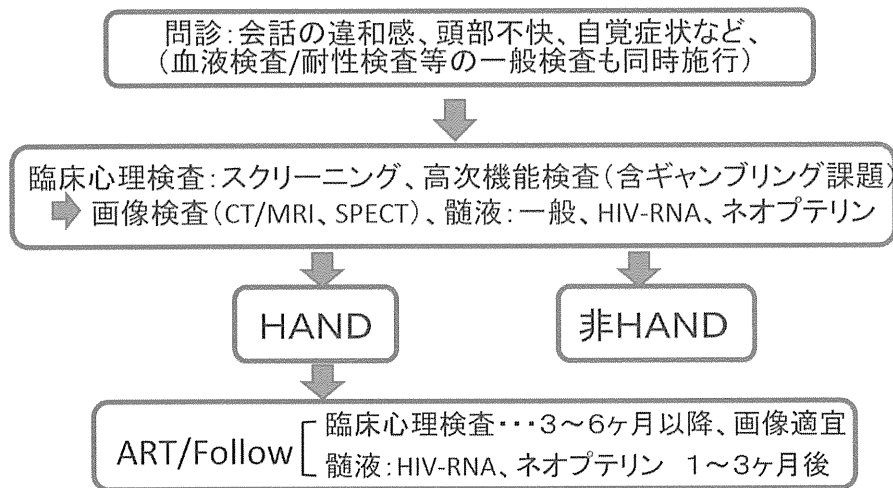 問診：会話の違和感、頭部不快、自覚症状など、
（血液検査/耐性検査等の一般検査も同時施行）
臨床心理検査：スクリーニング、高次機能検査（含ギャンブリング課題）
画像検査（CT/MRI、SPECT）、髄液：一般、HIV-RNA、ネオプテリン
HAND
非HAND
ART/Follow
臨床心理検査・・・３～６ヶ月以降、画像適宜
髄液：HIV-RNA、ネオプテリン １～３ヶ月後